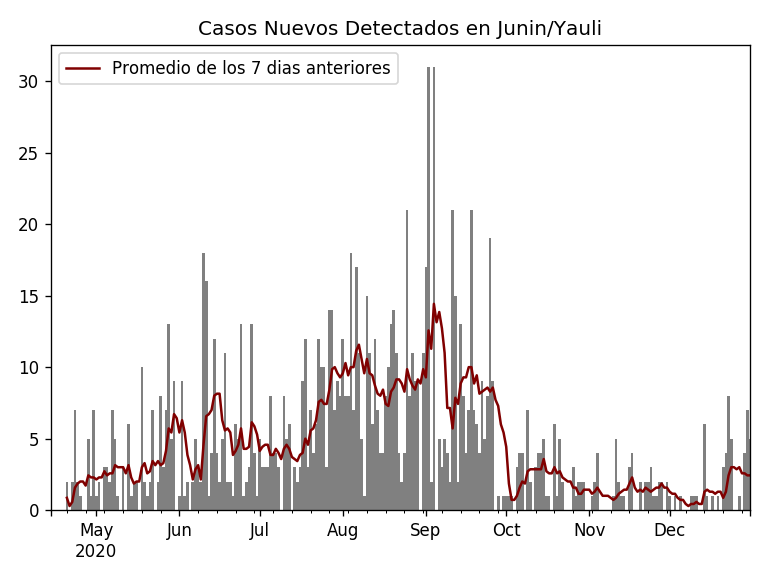 Casos Nuevos Detectados en Junin/Yauli
Promedio de los 7 dias anteriores
30
25
20
15
10
5
0
May Jun Jul Aug Sep Oct Nov Dec
2020